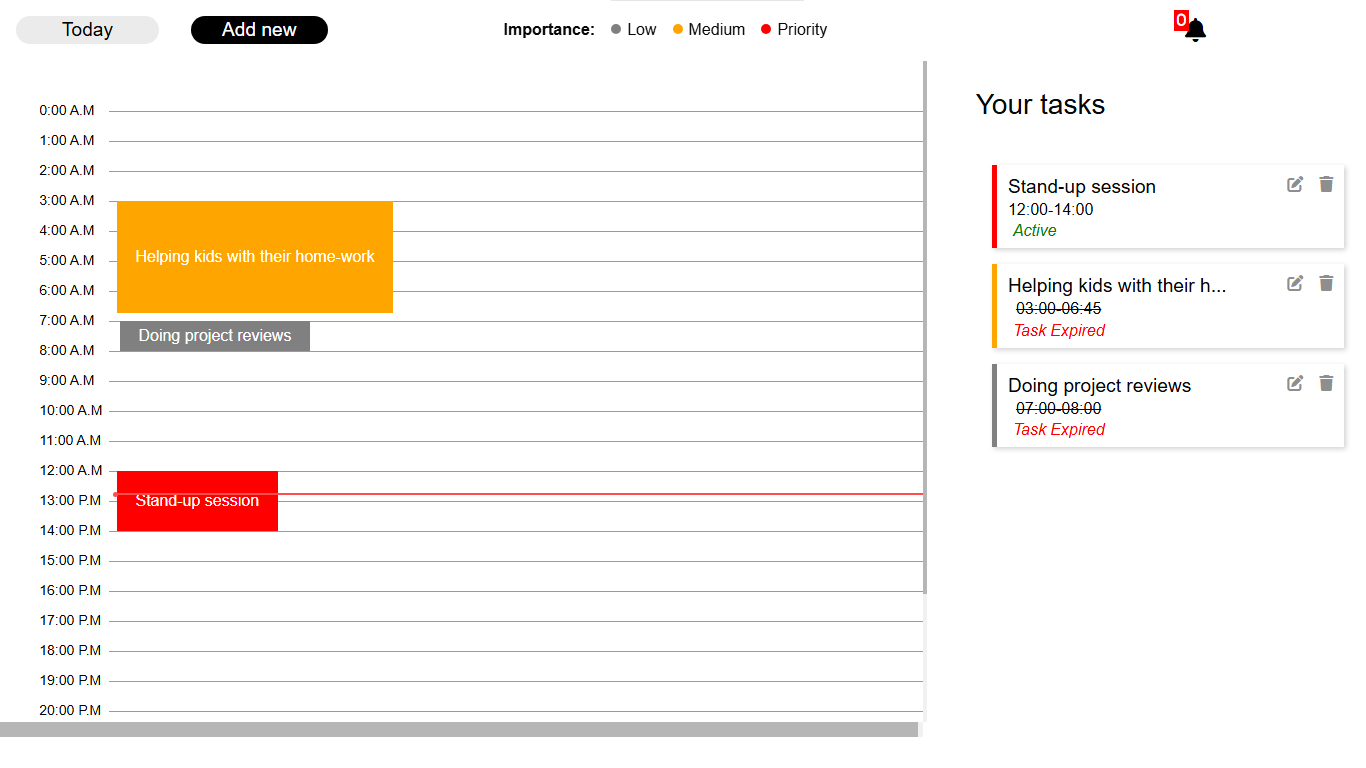 Today
Add new
Importance: Low Medium Priority
0
0:00 A.M
1:00 A.M
2:00 A.M
3:00 A.M
4:00 A.M
Helping kids with their home-work
5:00 A.M
6:00 A.M
7:00 A.M
Doing project reviews
8:00 A.M
9:00 A.M
10:00 A.M
11:00 A.M
12:00 A.M
13:00 P.M
Stand-up session
14:00 P.M
15:00 P.M
16:00 P.M
17:00 P.M
18:00 P.M
19:00 P.M
20:00 P.M
Your tasks
Stand-up session
12:00-14:00
Active
Helping kids with their h...
03:00-06:45
Task Expired
Doing project reviews
07:00-08:00
Task Expired